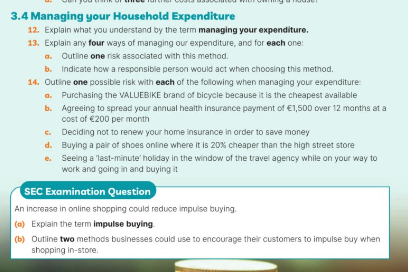 a. Can you think of three further costs associated with owning a house?
3.4 Managing your Household Expenditure
12. Explain what you understand by the term managing your expenditure.
13. Explain any four ways of managing our expenditure, and for each one:
a. Outline one risk associated with this method.
b. Indicate how a responsible person would act when choosing this method.
14. Outline one possible risk with each of the following when managing your expenditure:
a. Purchasing the VALUEBIKE brand of bicycle because it is the cheapest available
b. Agreeing to spread your annual health insurance payment of €1,500 over 12 months at a
cost of €200 per month
c. Deciding not to renew your home insurance in order to save money
d. Buying a pair of shoes online where it is 20% cheaper than the high street store
e. Seeing a ‘last-minute’ holiday in the window of the travel agency while on your way to
work and going in and buying it
SEC Examination Question
An increase in online shopping could reduce impulse buying.
(a) Explain the term impulse buying.
(b) Outline two methods businesses could use to encourage their customers to impulse buy when
shopping in-store.